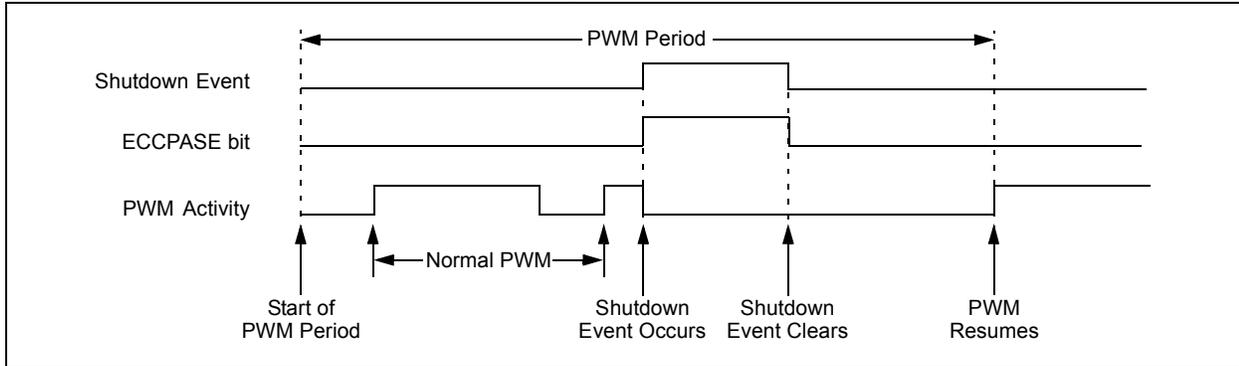 PWM Period
Shutdown Event
ECCPASE bit
PWM Activity
Normal PWM
Start of
PWM Period
Shutdown
Event Occurs
Shutdown
Event Clears
PWM
Resumes